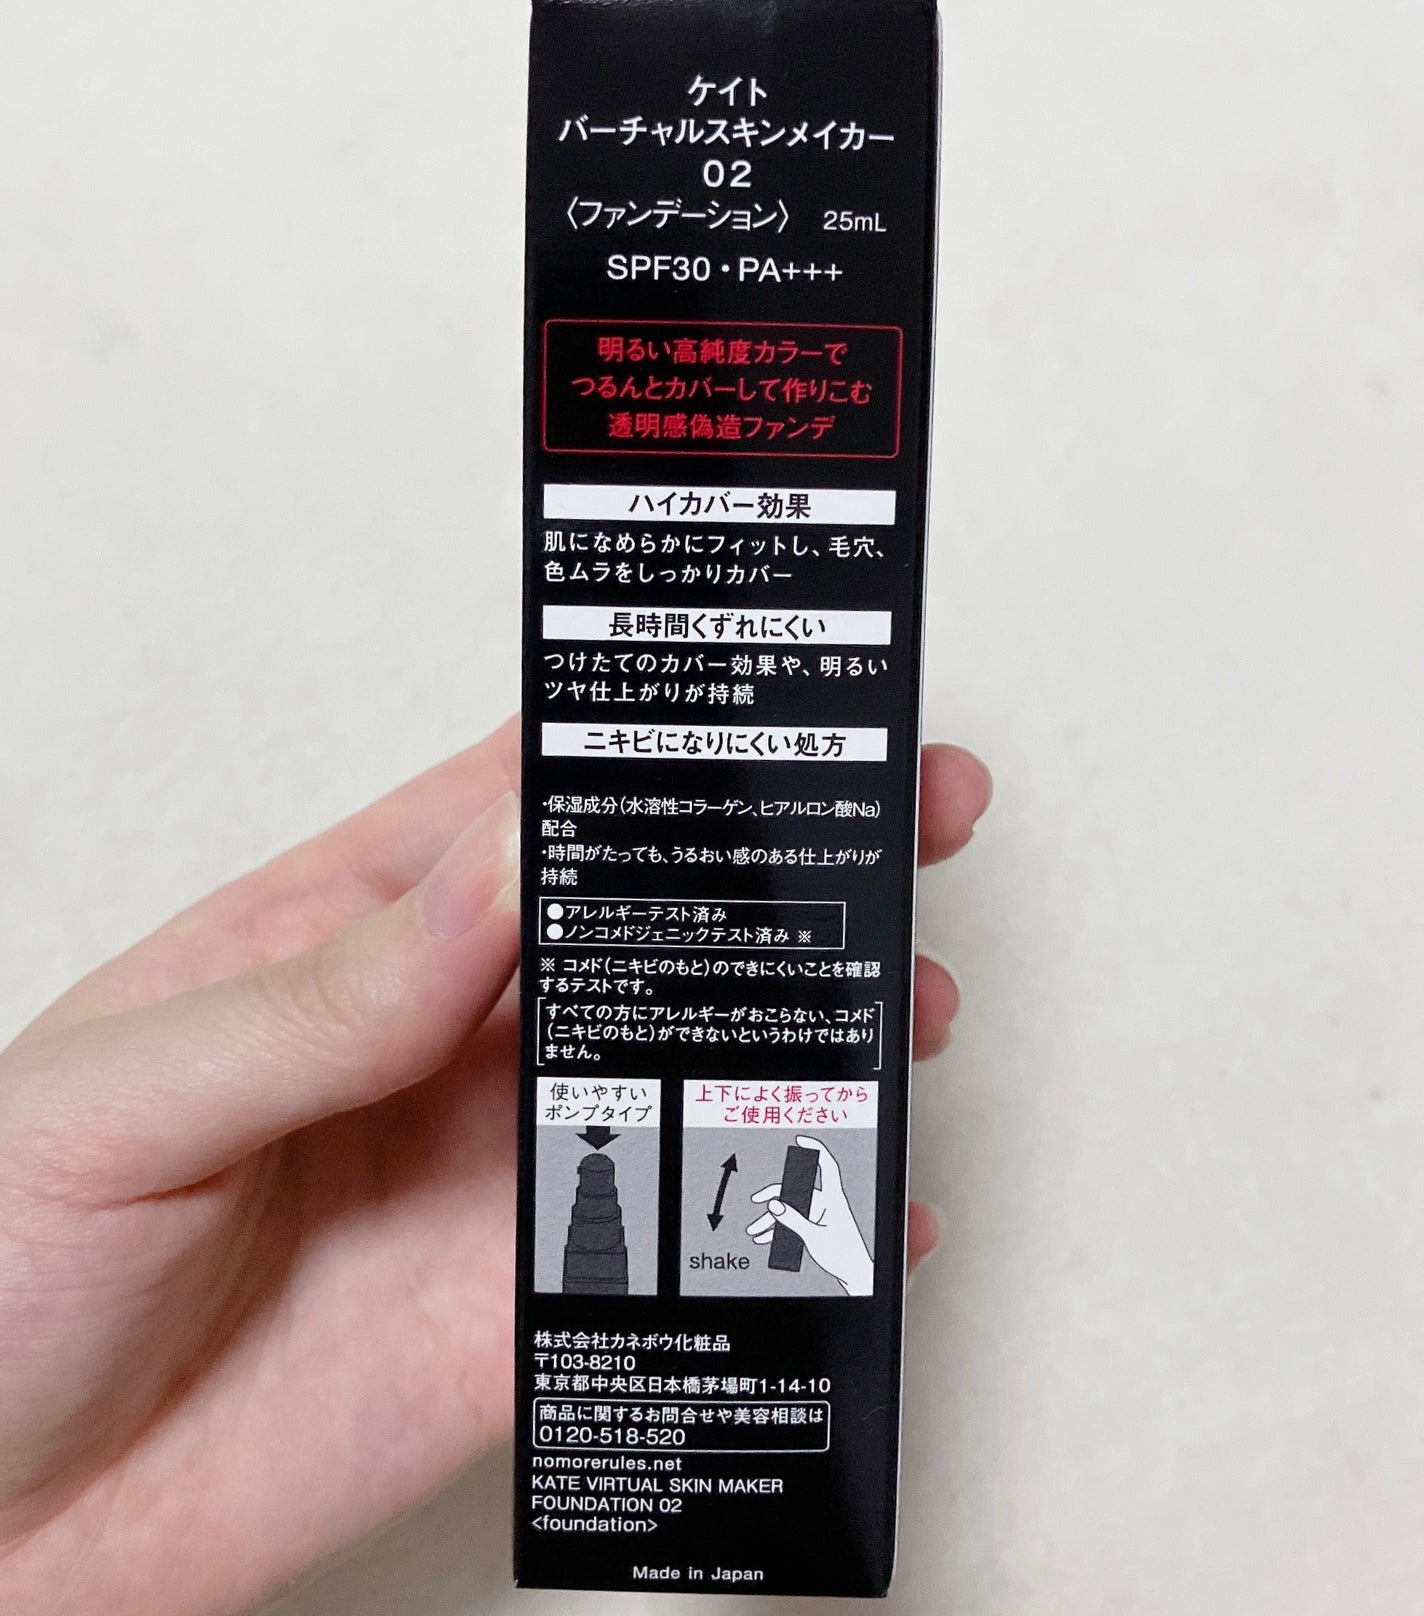 ケイト
バーチャルスキンメイカー
02
〈ファンデーション〉 25mL
SPF30・PA+++
明るい高純度カラーで
つるんとカバーして作りこむ
透明感偽造ファンデ
ハイカバー効果
肌になめらかにフィットし、毛穴、
色ムラをしっかりカバー
長時間くずれにくい
つけたてのカバー効果や、明るい
ツヤ仕上がりが持続
ニキビになりにくい処方
・保湿成分(水溶性コラーゲン、ヒアルロン酸Na)
配合
・時間がたっても、うるおい感のある仕上がりが
持続
●アレルギーテスト済み
●ノンコメドジェニックテスト済み ※
※ コメド(ニキビのもと)のできにくいことを確認
するテストです。
すべての方にアレルギーがおこらない、コメド
(ニキビのもと)ができないというわけではあり
ません。
使いやすい
ポンプタイプ
上下によく振ってから
ご使用ください
shake
株式会社カネボウ化粧品
〒103-8210
東京都中央区日本橋茅場町1-14-10
商品に関するお問合せや美容相談は
0120-518-520
nomorerules.net
KATE VIRTUAL SKIN MAKER
FOUNDATION 02
<foundation>
Made in Japan